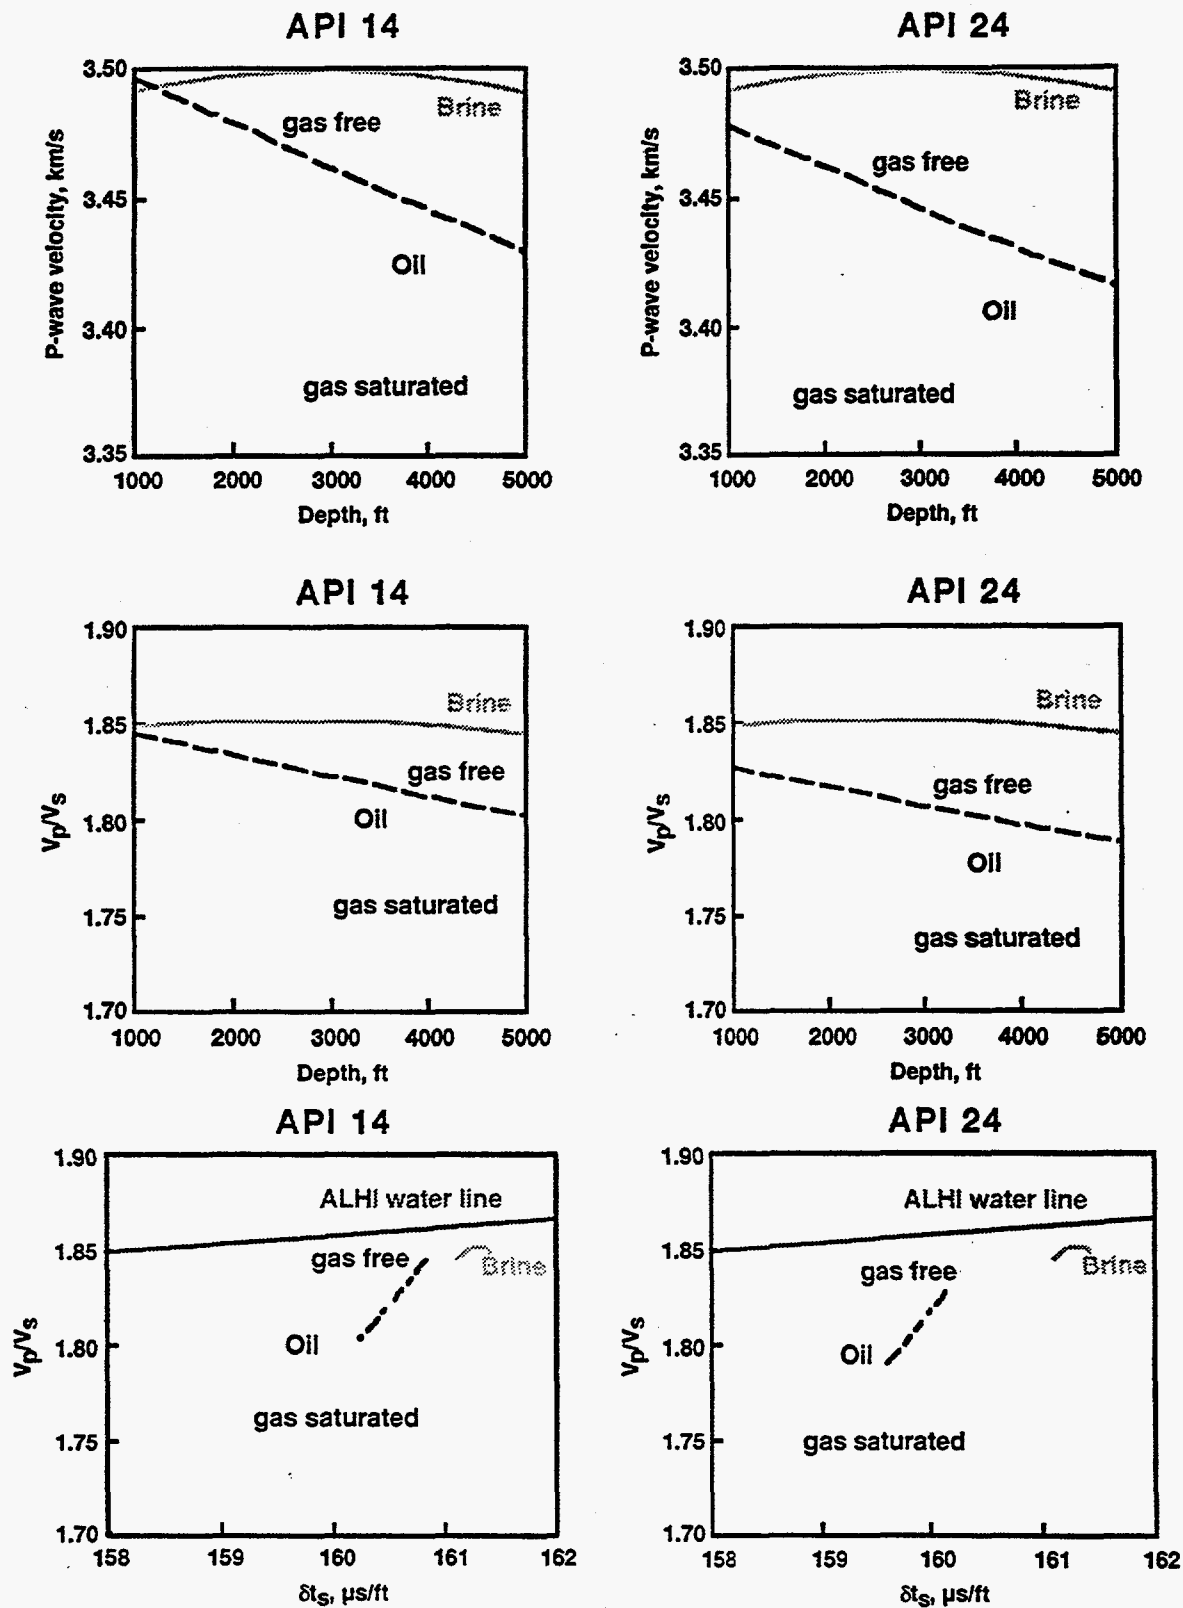 API 14
3.50
3.45
3.40
3.35
P-wave velocity, km/s
Brine
gas free
Oil
gas saturated
1000 2000 3000 4000 5000
Depth, ft
API 24
3.50
3.45
3.40
3.35
P-wave velocity, km/s
Brine
gas free
Oil
gas saturated
1000 2000 3000 4000 5000
Depth, ft
API 14
1.90
1.85
1.80
1.75
1.70
Vp/Vs
Brine
gas free
Oil
gas saturated
1000 2000 3000 4000 5000
Depth, ft
API 24
1.90
1.85
1.80
1.75
1.70
Vp/Vs
Brine
gas free
Oil
gas saturated
1000 2000 3000 4000 5000
Depth, ft
API 14
1.90
1.85
1.80
1.75
1.70
Vp/Vs
ALHI water line
gas free
Brine
Oil
gas saturated
158 159 160 161 162
δts, µs/ft
API 24
1.90
1.85
1.80
1.75
1.70
Vp/Vs
ALHI water line
gas free
Brine
Oil
gas saturated
158 159 160 161 162
δts, µs/ft